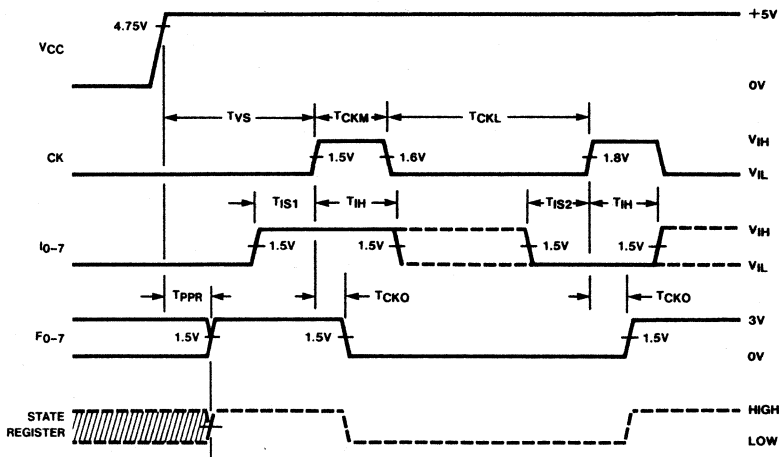 +5V
4.75V
VCC
0V
TVS TCKM TCKL
VIH
CK 1.5V 1.6V 1.8V
VIL
TIS1 TIH TIS2 TIH
VIH
I0–7 1.5V 1.5V 1.5V 1.5V
VIL
TPPR TCKO TCKO
3V
F0–7 1.5V 1.5V 1.5V
0V
STATE REGISTER
HIGH
LOW